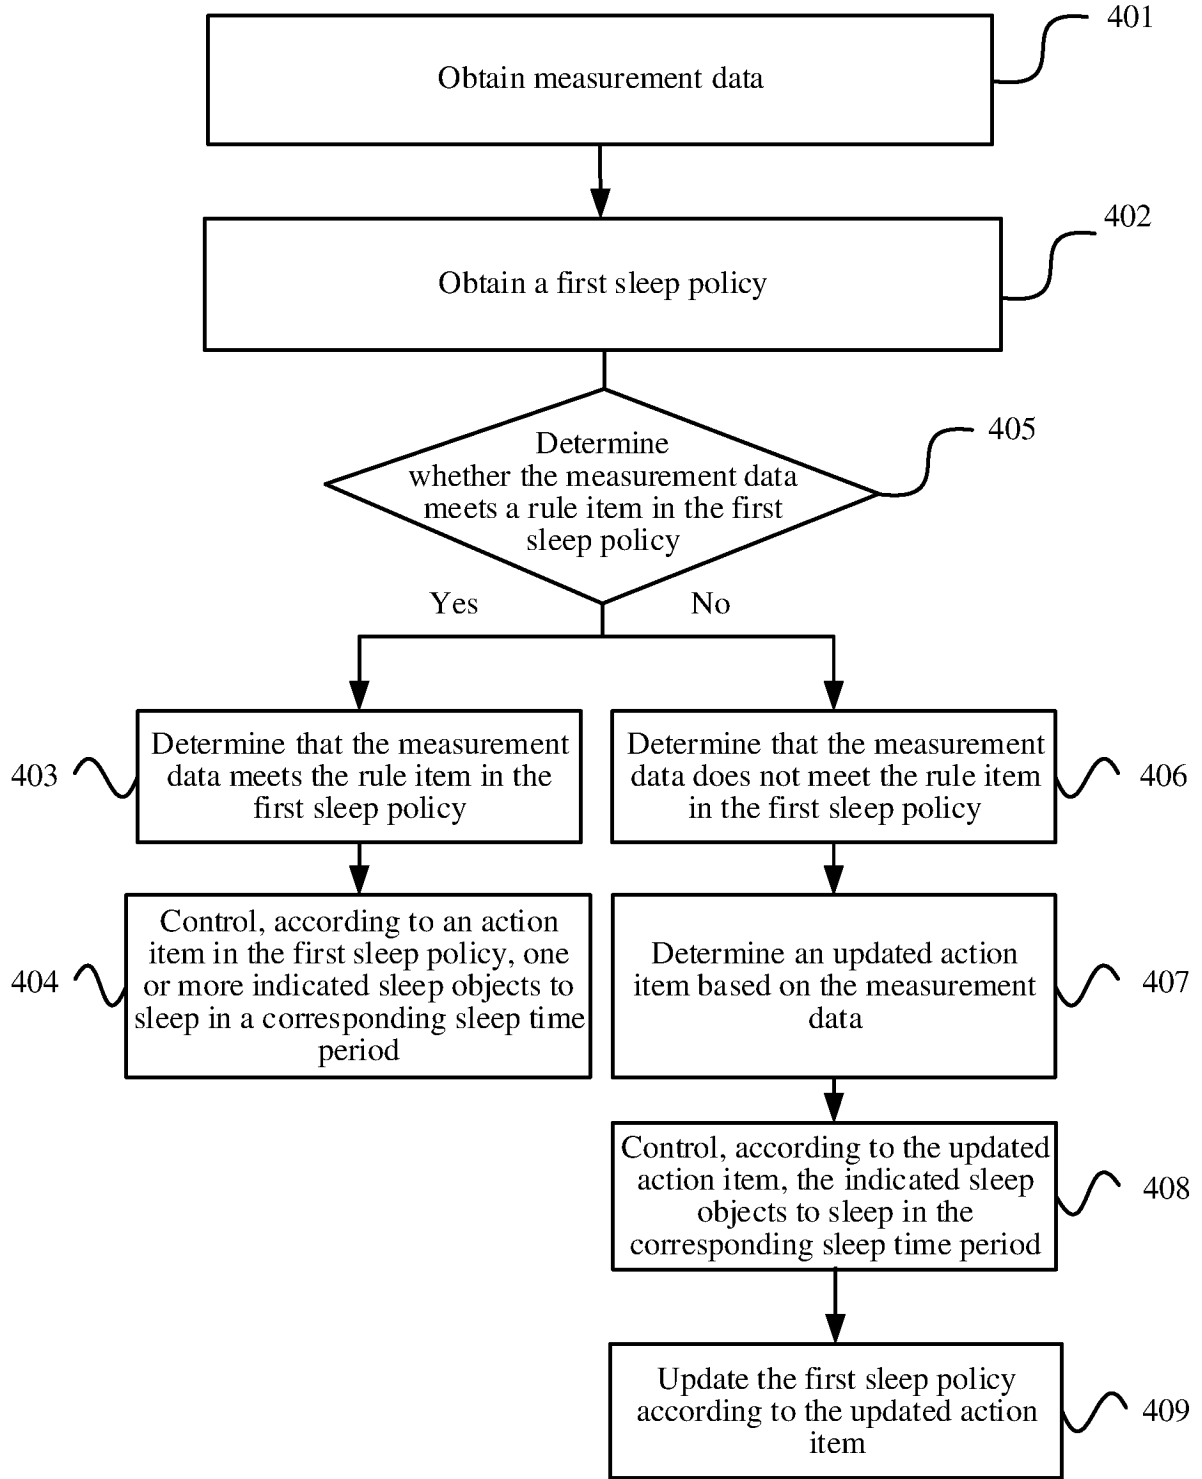 401
Obtain measurement data
402
Obtain a first sleep policy
405
Determine
whether the measurement data
meets a rule item in the first
sleep policy
Yes
No
403
Determine that the measurement
data meets the rule item in the
first sleep policy
Determine that the measurement
data does not meet the rule item
in the first sleep policy
406
404
Control, according to an action
item in the first sleep policy, one
or more indicated sleep objects to
sleep in a corresponding sleep time
period
Determine an updated action
item based on the measurement
data
407
Control, according to the updated
action item, the indicated sleep
objects to sleep in the
corresponding sleep time period
408
Update the first sleep policy
according to the updated action
item
409